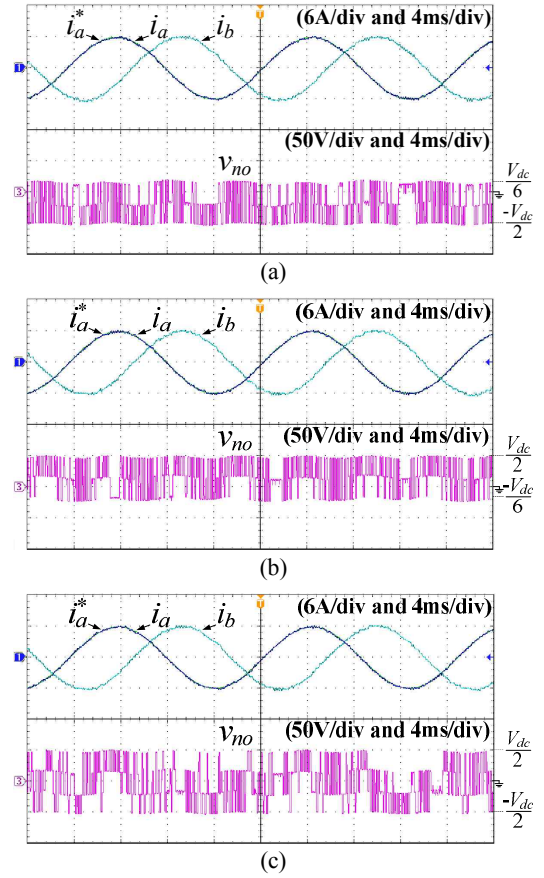 i*a ia ib (6A/div and 4ms/div)
T
1
vno (50V/div and 4ms/div)
3
Vdc/6
-Vdc/2
(a)
i*a ia ib (6A/div and 4ms/div)
T
1
vno (50V/div and 4ms/div)
3
Vdc/2
-Vdc/6
(b)
i*a ia ib (6A/div and 4ms/div)
T
1
vno (50V/div and 4ms/div)
3
Vdc/2
-Vdc/2
(c)